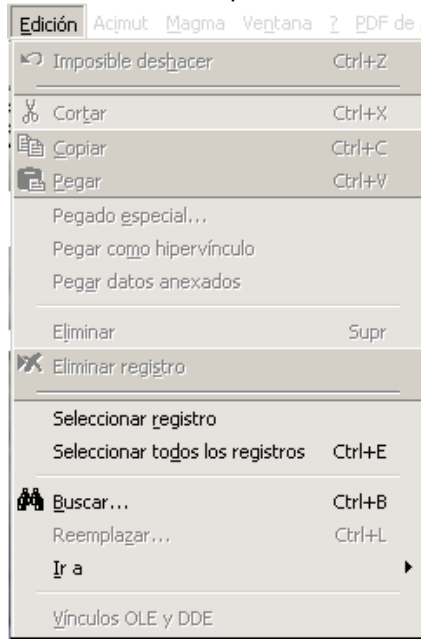 Edición Acimut Magma Ventana ? PDF de
Imposible deshacer Ctrl+Z
Cortar Ctrl+X
Copiar Ctrl+C
Pegar Ctrl+V
Pegado especial...
Pegar como hipervínculo
Pegar datos anexados
Eliminar Supr
Eliminar registro
Seleccionar registro
Seleccionar todos los registros Ctrl+E
Buscar... Ctrl+B
Reemplazar... Ctrl+L
Ir a
Vínculos OLE y DDE